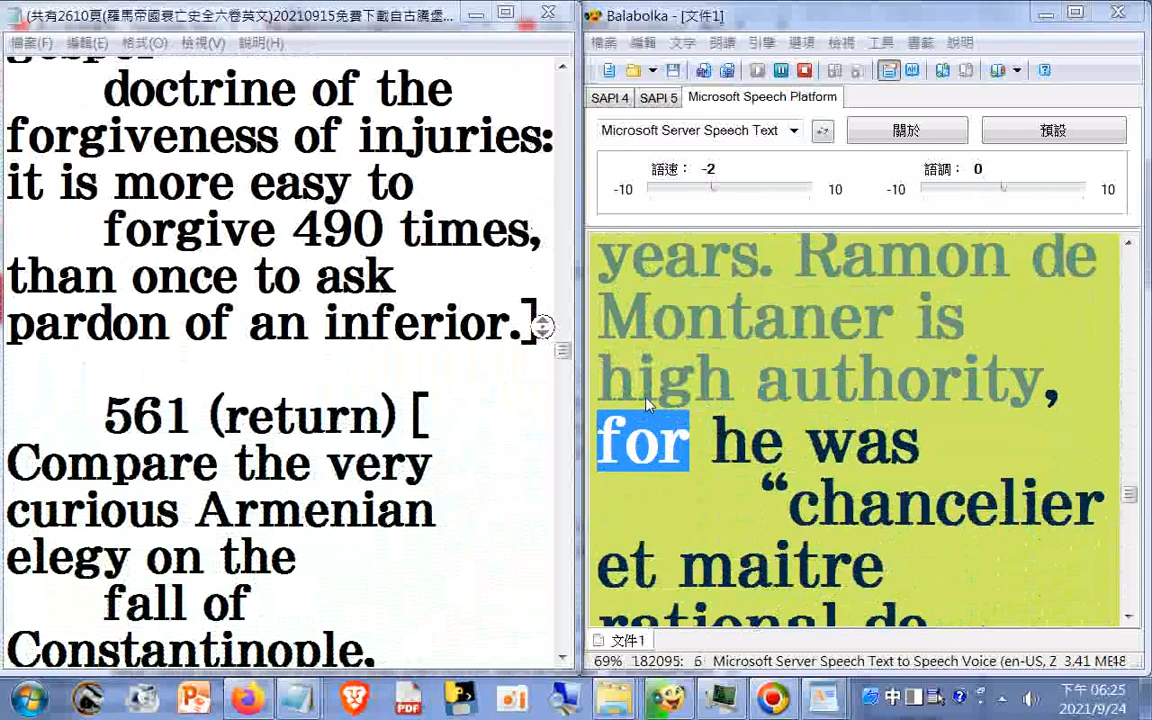 (共有2610頁(羅馬帝國衰亡史全六卷英文)20210915免費下載自古騰堡...
檔案(F) 編輯(E) 格式(O) 檢視(V) 說明(H)
gospel
doctrine of the
forgiveness of injuries:
it is more easy to
forgive 490 times,
than once to ask
pardon of an inferior.]
561 (return) [
Compare the very
curious Armenian
elegy on the
fall of
Constantinople,
Balabolka - [文件1]
檔案 編輯 文字 朗讀 引擎 選項 檢視 工具 書籤 說明
SAPI 4 SAPI 5 Microsoft Speech Platform
Microsoft Server Speech Text 關於 預設
語速： -2 語調： 0
-10 10 -10 10
years. Ramon de
Montaner is
high authority,
for he was
“chancelier
et maitre
rational de
文件1
69% 182095: 6 Microsoft Server Speech Text to Speech Voice (en-US, Z 3.41 ME48
中 下午 06:25
2021/9/24